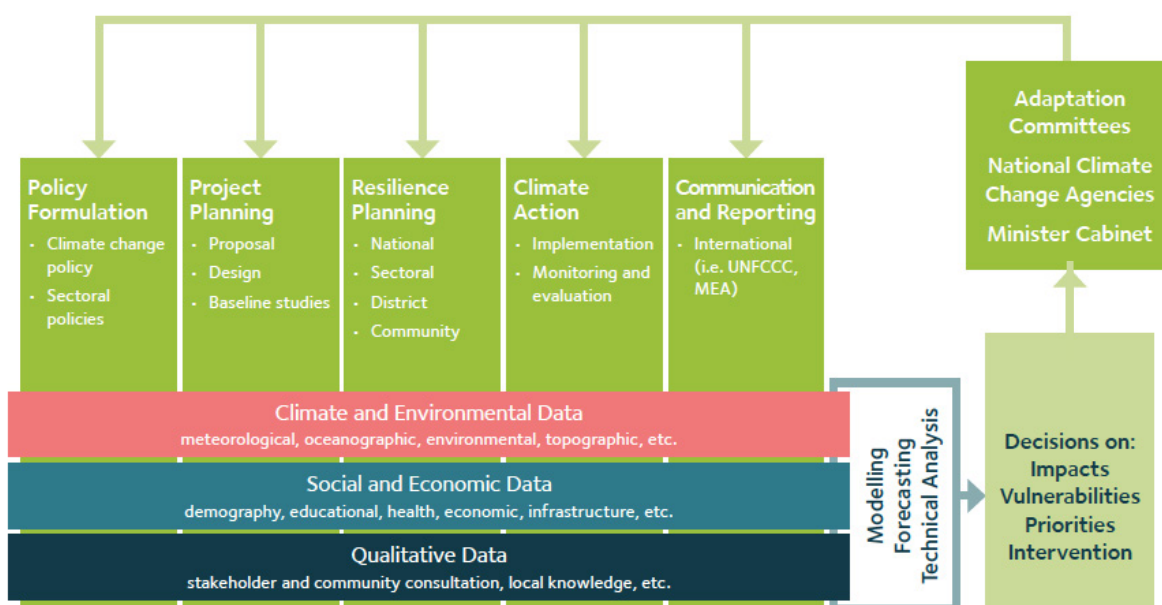 Policy
Formulation
· Climate change
policy
· Sectoral
policies
Project
Planning
· Proposal
· Design
· Baseline studies
Resilience
Planning
· National
· Sectoral
· District
· Community
Climate
Action
· Implementation
· Monitoring and
evaluation
Communication
and Reporting
· International
(i.e. UNFCCC,
MEA)
Adaptation
Committees
National Climate
Change Agencies
Minister Cabinet
Climate and Environmental Data
meteorological, oceanographic, environmental, topographic, etc.
Social and Economic Data
demography, educational, health, economic, infrastructure, etc.
Qualitative Data
stakeholder and community consultation, local knowledge, etc.
Modelling
Forecasting
Technical Analysis
Decisions on:
Impacts
Vulnerabilities
Priorities
Intervention